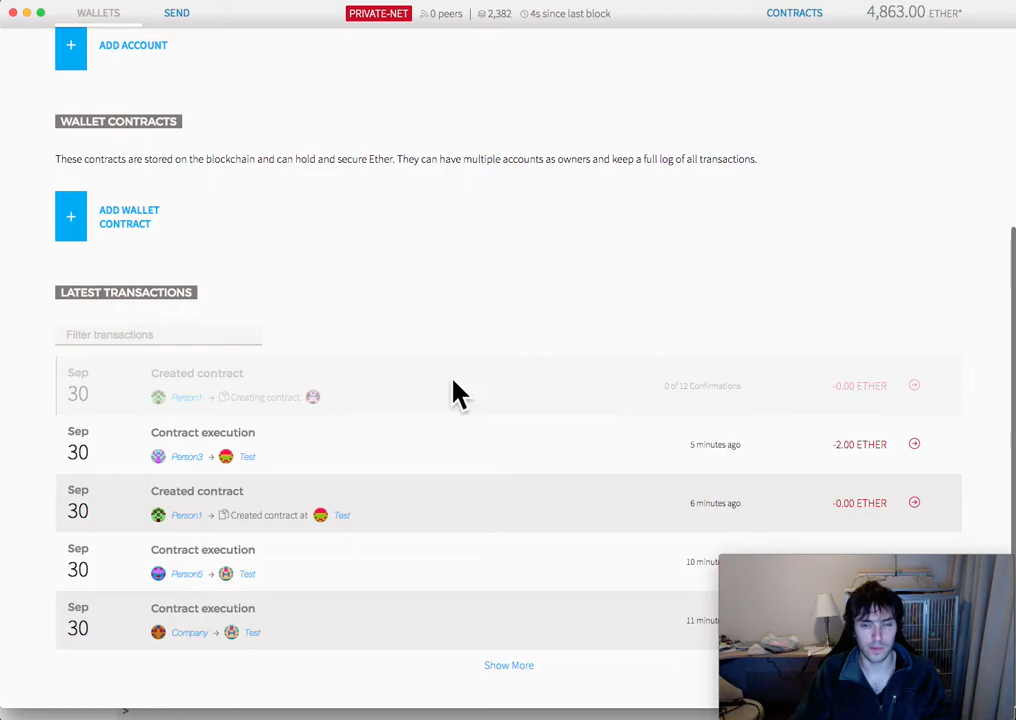 WALLETS SEND PRIVATE-NET 0 peers | 2,382 4s since last block CONTRACTS 4,863.00 ETHER*
+ ADD ACCOUNT
WALLET CONTRACTS
These contracts are stored on the blockchain and can hold and secure Ether. They can have multiple accounts as owners and keep a full log of all transactions.
+ ADD WALLET
CONTRACT
LATEST TRANSACTIONS
Filter transactions
Sep Created contract
30 Person1 → Creating contract 0 of 12 Confirmations -0.00 ETHER
Sep Contract execution
30 Person3 → Test 5 minutes ago -2.00 ETHER
Sep Created contract
30 Person1 → Created contract at Test 6 minutes ago -0.00 ETHER
Sep Contract execution
30 Person5 → Test 10
Sep Contract execution
30 Company → Test 11
Show More
>